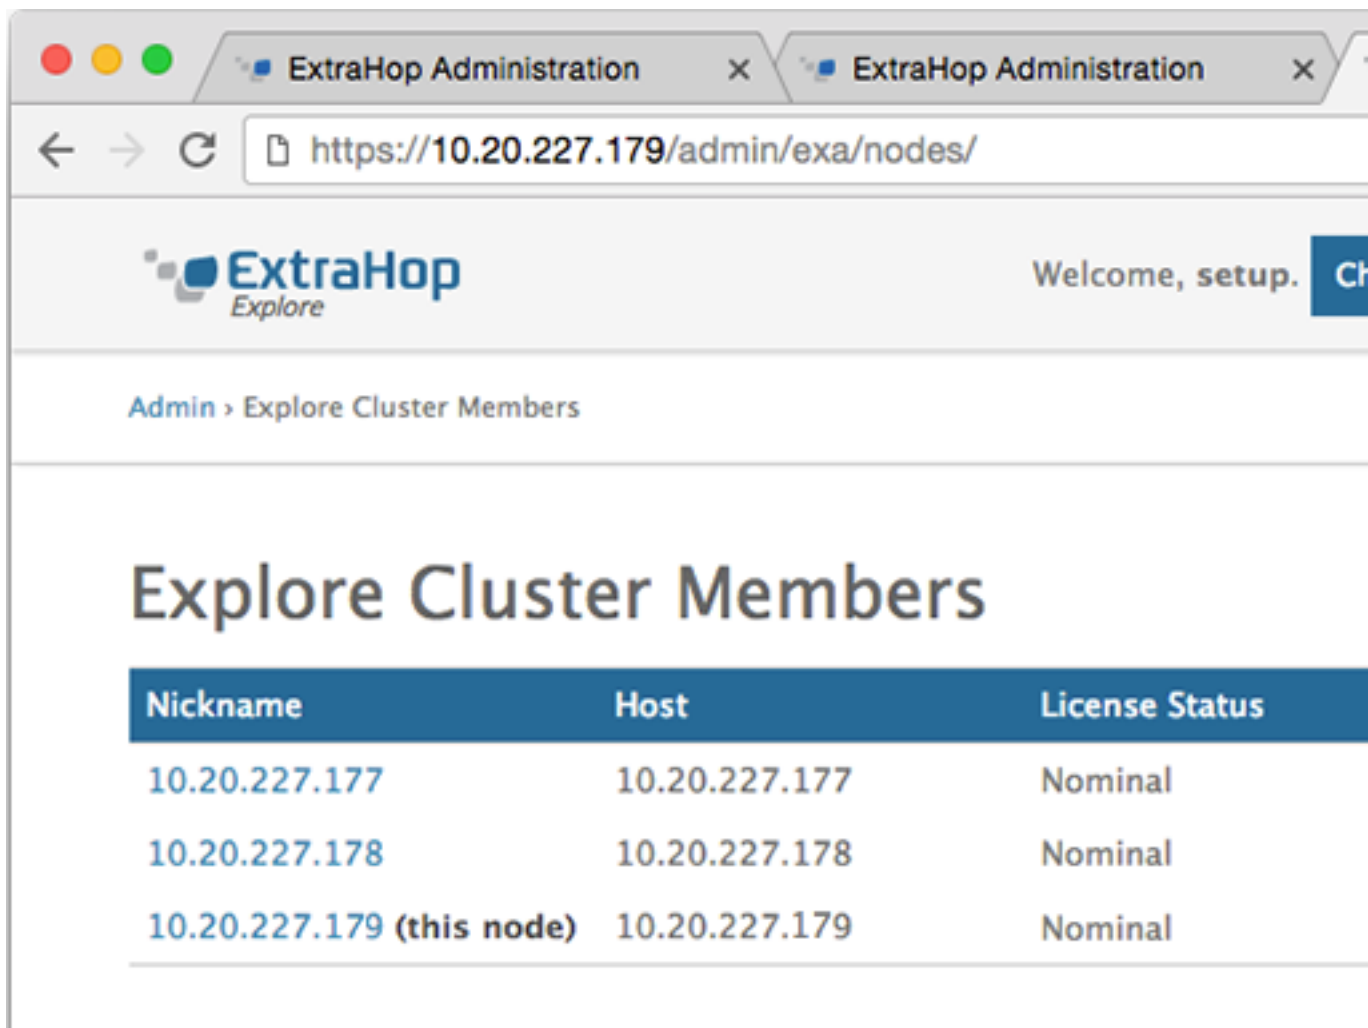 ExtraHop Administration × ExtraHop Administration ×
https://10.20.227.179/admin/exa/nodes/
ExtraHop
Explore
Welcome, setup.
Admin › Explore Cluster Members
Explore Cluster Members
Nickname Host License Status
10.20.227.177 10.20.227.177 Nominal
10.20.227.178 10.20.227.178 Nominal
10.20.227.179 (this node) 10.20.227.179 Nominal